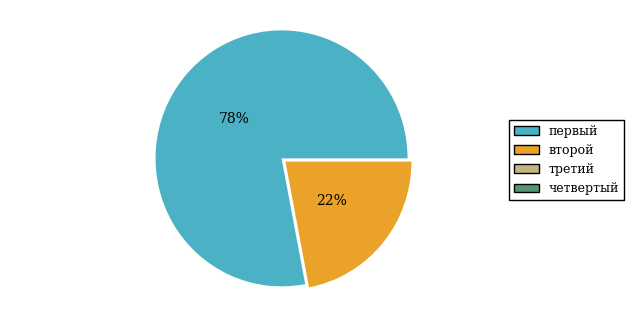 78%
22%
первый
второй
третий
четвертый